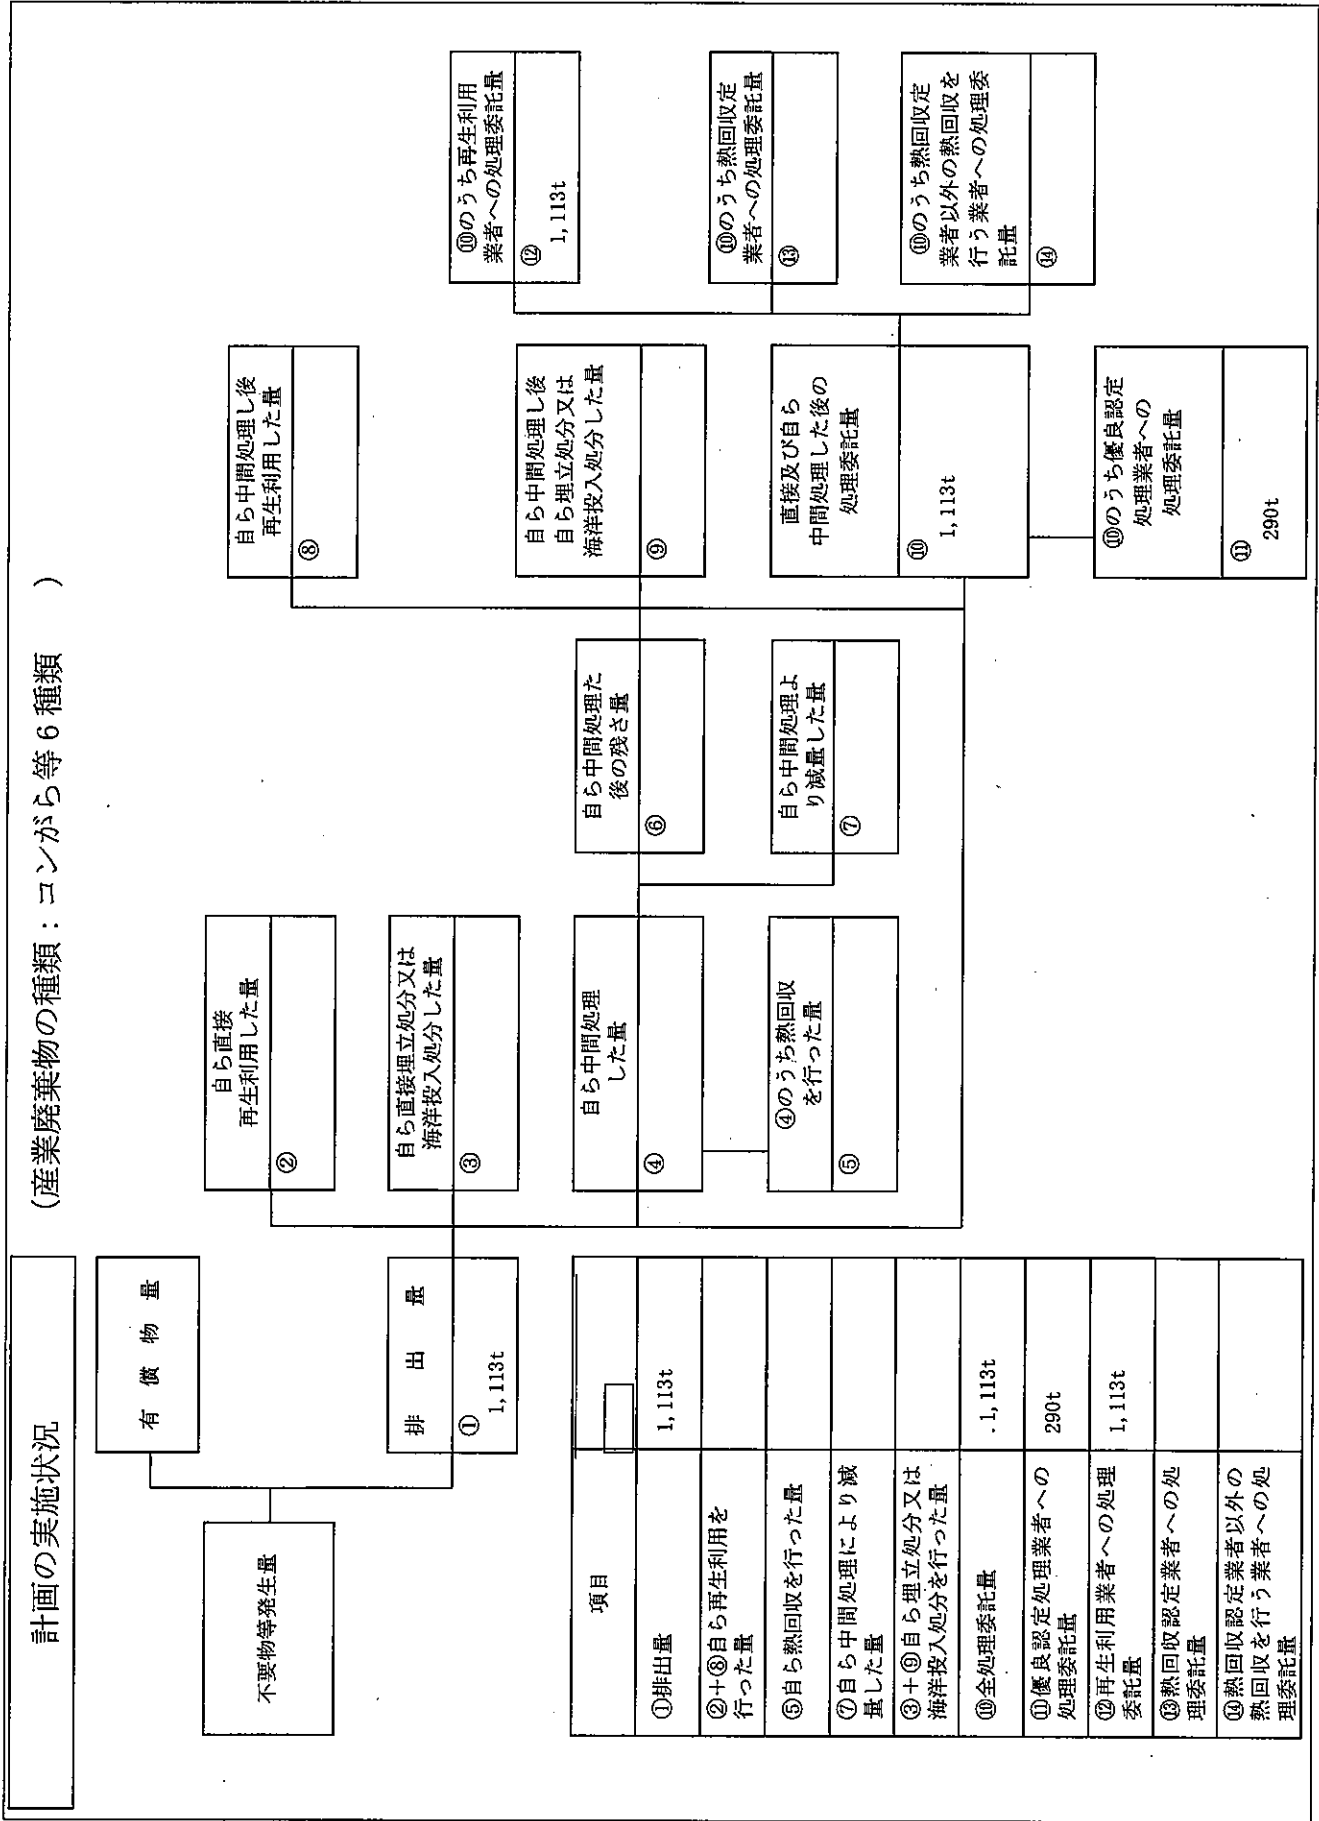 計画の実施状況
(産業廃棄物の種類：コンがら等6種類 )
不要物等発生量
有償物量
排出量
①
1,113t
自ら直接
再生利用した量
②
自ら直接埋立処分又は
海洋投入処分した量
③
自ら中間処理
した量
④
④のうち熱回収
を行った量
⑤
自ら中間処理た
後の残さ量
⑥
自ら中間処理よ
り減量した量
⑦
自ら中間処理し後
再生利用した量
⑧
自ら中間処理し後
自ら埋立処分又は
海洋投入処分した量
⑨
直接及び自ら
中間処理した後の
処理委託量
⑩
1,113t
⑩のうち優良認定
処理業者への
処理委託量
⑪
290t
⑩のうち再生利用
業者への処理委託量
⑫
1,113t
⑩のうち熱回収定
業者への処理委託量
⑬
⑩のうち熱回収定
業者以外の熱回収を
行う業者への処理委
託量
⑭
項目
①排出量
1,113t
②+⑧自ら再生利用を
行った量
⑤自ら熱回収を行った量
⑦自ら中間処理により減
量した量
③+⑨自ら埋立処分又は
海洋投入処分を行った量
⑩全処理委託量
1,113t
⑪優良認定処理業者への
処理委託量
290t
⑫再生利用業者への処理
委託量
1,113t
⑬熱回収認定業者への処
理委託量
⑭熱回収認定業者以外の
熱回収を行う業者への処
理委託量